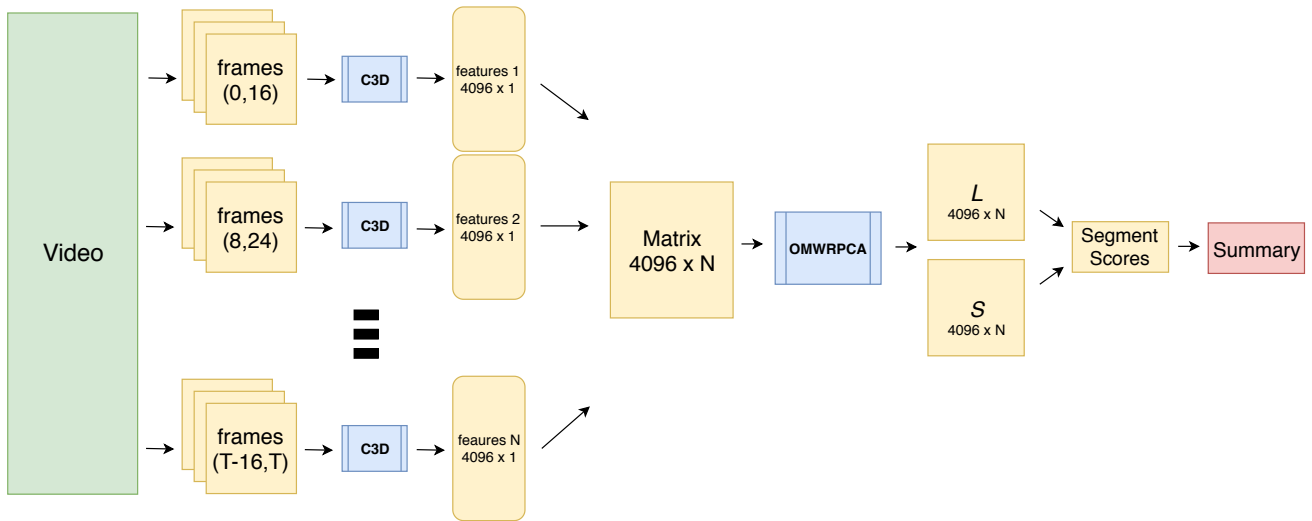 Video
frames
(0,16)
C3D
features 1
4096 x 1
frames
(8,24)
C3D
features 2
4096 x 1
frames
(T-16,T)
C3D
feaures N
4096 x 1
Matrix
4096 x N
OMWRPCA
L
4096 x N
S
4096 x N
Segment
Scores
Summary